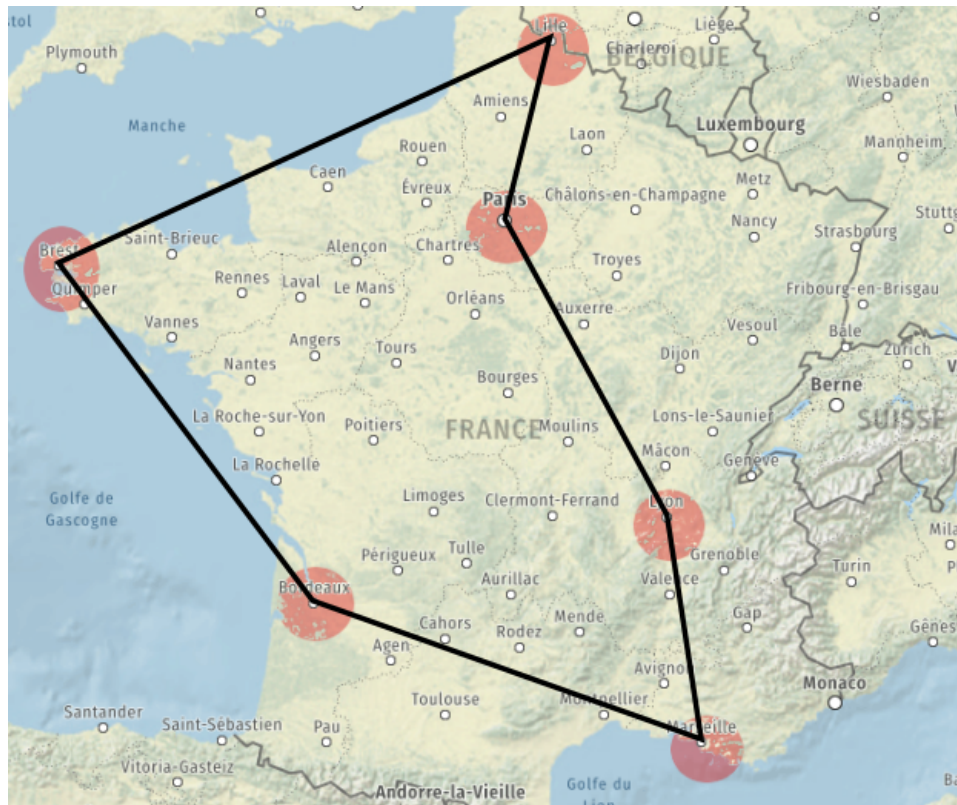 Lille
Liège
Charleroi
BELGIQUE
Plymouth
Wiesbaden
Amiens
Manche
Luxembourg
Laon
Rouen
Mannheim
Caen
Évreux
Châlons-en-Champagne
Metz
Paris
Nancy
Stuttg
Strasbourg
Saint-Brieuc
Brest
Alençon
Chartres
Troyes
Rennes
Laval
Le Mans
Orléans
Quimper
Fribourg-en-Brisgau
Auxerre
Vannes
Vesoul
Bâle
Angers
Tours
Dijon
Zurich
Nantes
Bourges
Berne
La Roche-sur-Yon
Poitiers
FRANCE
Moulins
Lons-le-Saunier
SUISSE
Mâcon
Genève
La Rochelle
Golfe de
Gascogne
Limoges
Clermont-Ferrand
Lyon
Mila
Périgueux
Tulle
Grenoble
Turin
Bordeaux
Aurillac
Valence
Cahors
Rodez
Mende
Gap
Gênes
Agen
Avignon
Toulouse
Montpellier
Monaco
Santander
Saint-Sébastien
Pau
Marseille
Vitoria-Gasteiz
Andorre-la-Vieille
Golfe du
Lion